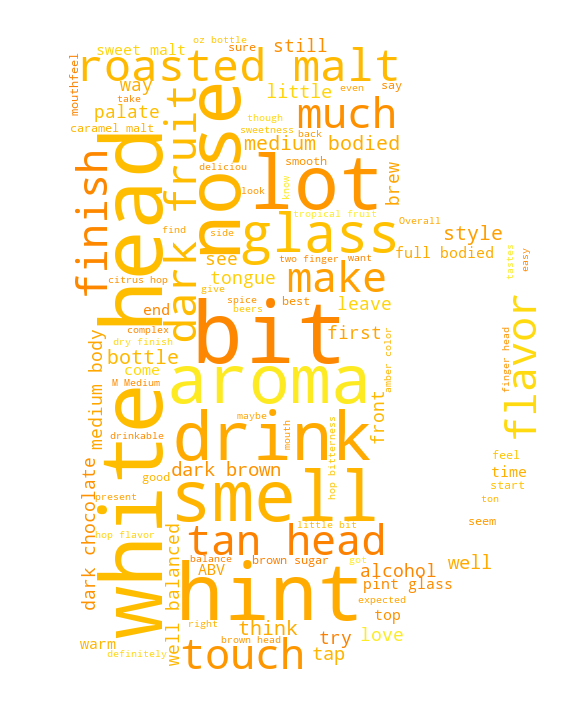 oz bottle
sweet malt
sure
still
roasted malt
mouthfeel
way
little
even
say
take
palate
much
though
caramel malt
sweetness
back
medium bodied
finish
white head
dark fruit
nose
deliciou
smooth
lot
look
know
brew
tropical fruit
Overall
find
side
glass
style
see
two finger
want
full bodied
tastes
easy
citrus hop
tongue
make
give
spice
beers
best
leave
end
bit
first
complex
dry finish
bottle
amber color
flavor
finger head
medium body
come
M Medium
aroma
front
maybe
drink
mouth
hop bitterness
drinkable
dark brown
good
feel
time
start
dark chocolate
present
smell
ton
seem
hop flavor
little bit
well balanced
tan head
balance
brown sugar
got
well
ABV
alcohol
pint glass
hint
expected
top
right
think
brown head
try
love
warm
definitely
touch
tap